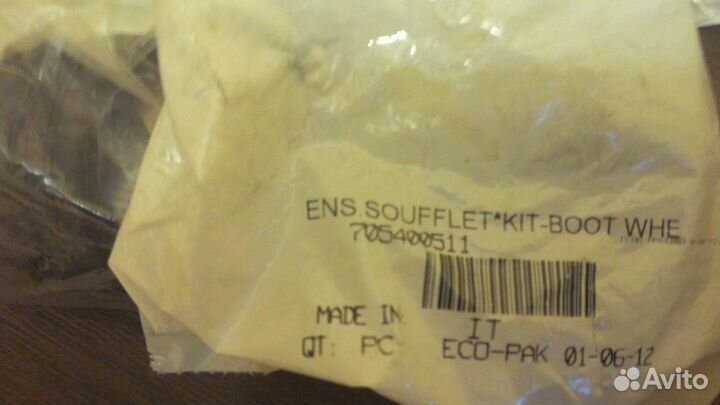 ENS.SOUFFLET*KIT-BOOT WHE
705400511
MADE IN IT
QT: PC ECO-PAK 01-06-12
Avito